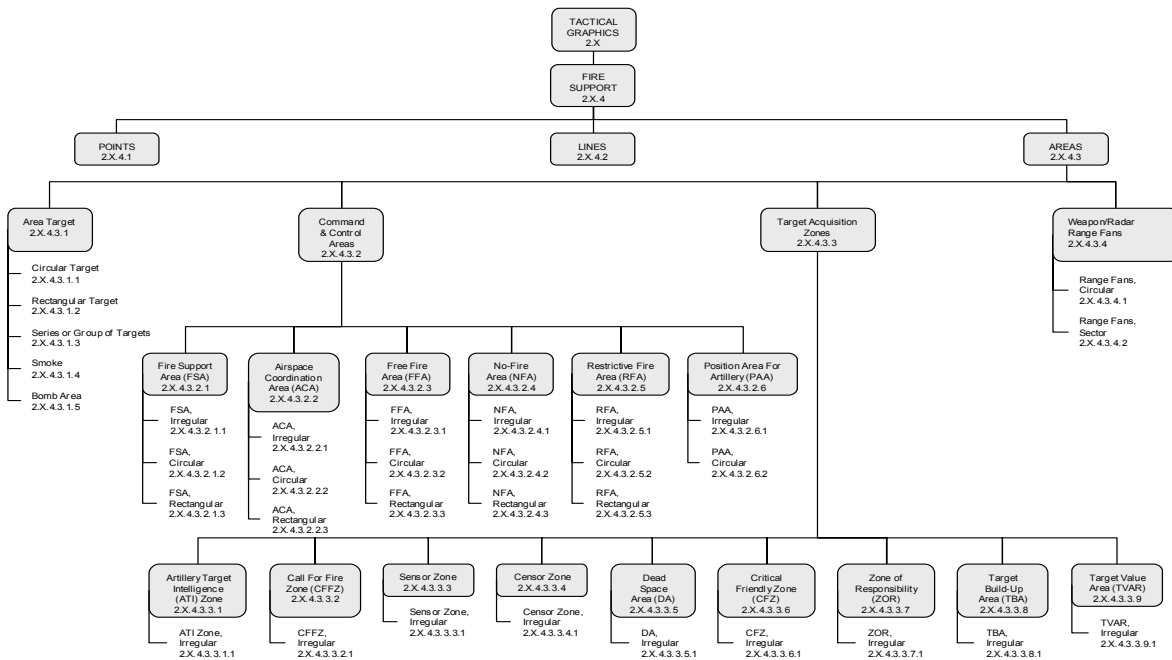 TACTICAL
GRAPHICS
2.X
FIRE
SUPPORT
2.X.4
POINTS
2.X.4.1
LINES
2.X.4.2
AREAS
2.X.4.3
Area Target
2.X.4.3.1
Circular Target
2.X.4.3.1.1
Rectangular Target
2.X.4.3.1.2
Series or Group of Targets
2.X.4.3.1.3
Smoke
2.X.4.3.1.4
Bomb Area
2.X.4.3.1.5
Command
& Control
Areas
2.X.4.3.2
Target Acquisition
Zones
2.X.4.3.3
Weapon/Radar
Range Fans
2.X.4.3.4
Range Fans,
Circular
2.X.4.3.4.1
Range Fans,
Sector
2.X.4.3.4.2
Fire Support
Area (FSA)
2.X.4.3.2.1
FSA,
Irregular
2.X.4.3.2.1.1
FSA,
Circular
2.X.4.3.2.1.2
FSA,
Rectangular
2.X.4.3.2.1.3
Airspace
Coordination
Area (ACA)
2.X.4.3.2.2
ACA,
Irregular
2.X.4.3.2.2.1
ACA,
Circular
2.X.4.3.2.2.2
ACA,
Rectangular
2.X.4.3.2.2.3
Free Fire
Area (FFA)
2.X.4.3.2.3
FFA,
Irregular
2.X.4.3.2.3.1
FFA,
Circular
2.X.4.3.2.3.2
FFA,
Rectangular
2.X.4.3.2.3.3
No-Fire
Area (NFA)
2.X.4.3.2.4
NFA,
Irregular
2.X.4.3.2.4.1
NFA,
Circular
2.X.4.3.2.4.2
NFA,
Rectangular
2.X.4.3.2.4.3
Restrictive Fire
Area (RFA)
2.X.4.3.2.5
RFA,
Irregular
2.X.4.3.2.5.1
RFA,
Circular
2.X.4.3.2.5.2
RFA,
Rectangular
2.X.4.3.2.5.3
Position Area For
Artillery (PAA)
2.X.4.3.2.6
PAA,
Irregular
2.X.4.3.2.6.1
PAA,
Circular
2.X.4.3.2.6.2
Artillery Target
Intelligence
(ATI) Zone
2.X.4.3.3.1
ATI Zone,
Irregular
2.X.4.3.3.1.1
Call For Fire
Zone (CFFZ)
2.X.4.3.3.2
CFFZ,
Irregular
2.X.4.3.3.2.1
Sensor Zone
2.X.4.3.3.3
Sensor Zone,
Irregular
2.X.4.3.3.3.1
Censor Zone
2.X.4.3.3.4
Censor Zone,
Irregular
2.X.4.3.3.4.1
Dead
Space
Area (DA)
2.X.4.3.3.5
DA,
Irregular
2.X.4.3.3.5.1
Critical
Friendly Zone
(CFZ)
2.X.4.3.3.6
CFZ,
Irregular
2.X.4.3.3.6.1
Zone of
Responsibility
(ZOR)
2.X.4.3.3.7
ZOR,
Irregular
2.X.4.3.3.7.1
Target
Build-Up
Area (TBA)
2.X.4.3.3.8
TBA,
Irregular
2.X.4.3.3.8.1
Target Value
Area (TVAR)
2.X.4.3.3.9
TVAR,
Irregular
2.X.4.3.3.9.1